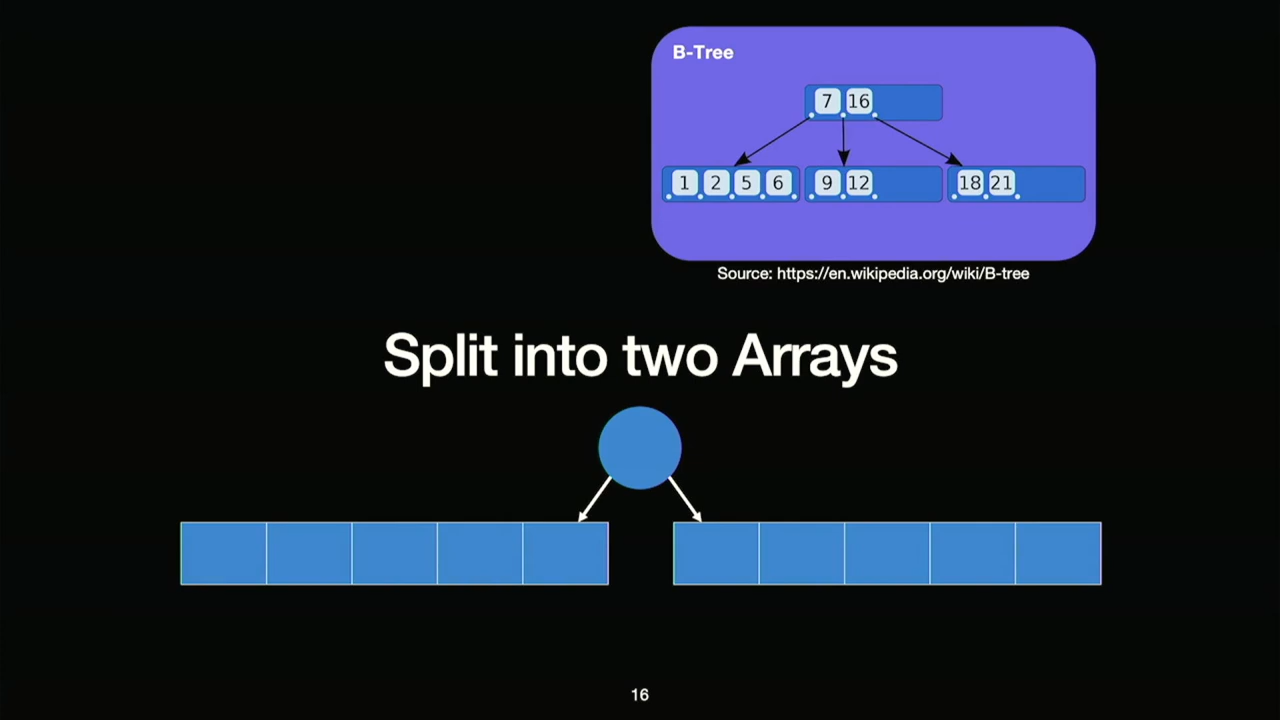 B-Tree
7 16
1 2 5 6 9 12 18 21
Source: https://en.wikipedia.org/wiki/B-tree
Split into two Arrays
16